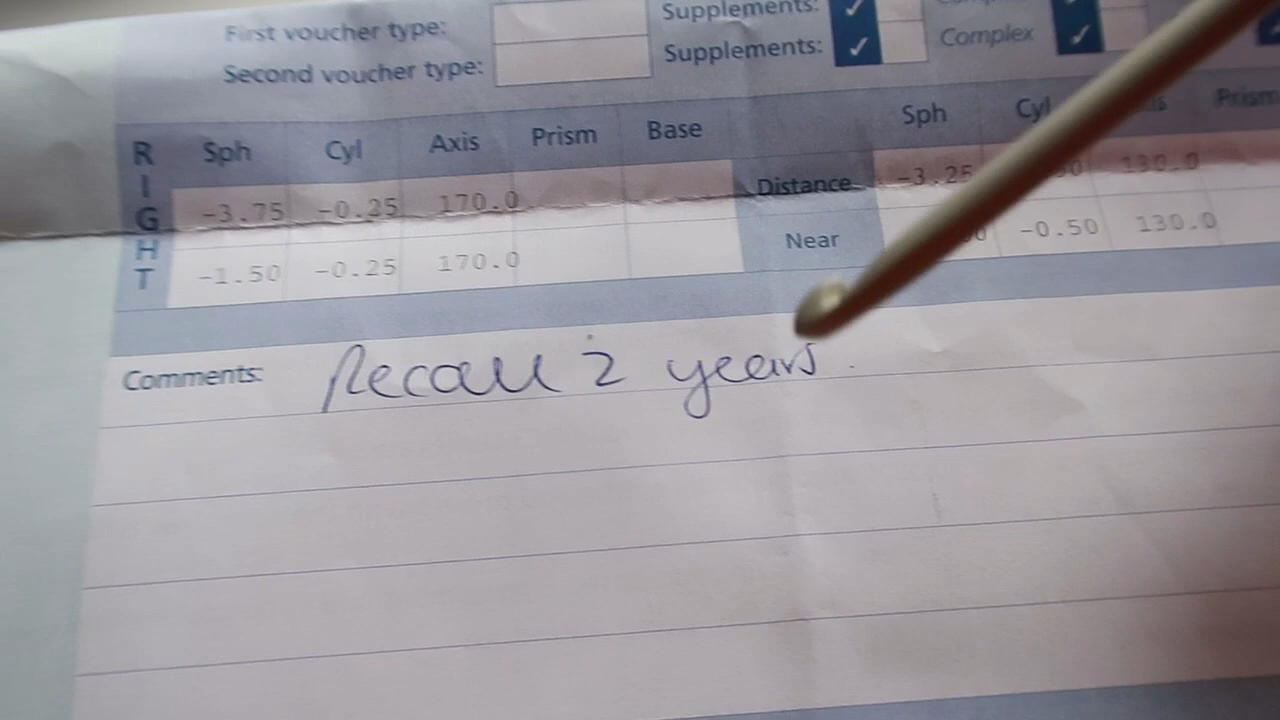 First voucher type: Supplements:
Second voucher type: Supplements: Complex
RIGHT Sph Cyl Axis Prism Base Sph Cyl Prism
-3.75 -0.25 170.0 Distance -3.25 130.0
-1.50 -0.25 170.0 Near -0.50 130.0
Comments: Recall 2 years.